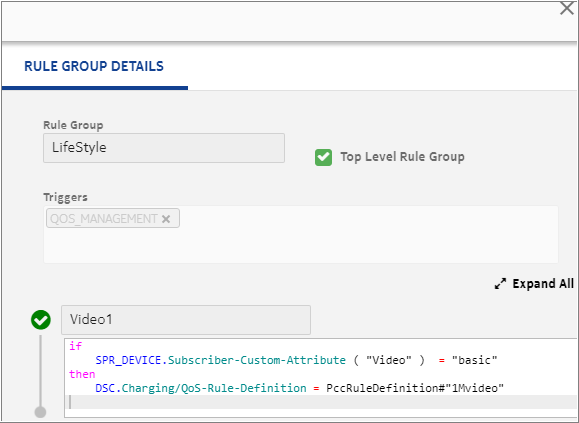 RULE GROUP DETAILS
Rule Group
LifeStyle
Top Level Rule Group
Triggers
QOS_MANAGEMENT
Expand All
Video1
if
SPR_DEVICE.Subscriber-Custom-Attribute ( "Video" )  = "basic"
then
DSC.Charging/QoS-Rule-Definition = PccRuleDefinition#"1Mvideo"